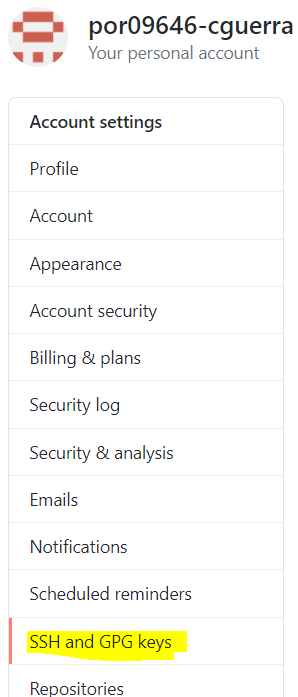 por09646-cguerra
Your personal account
Account settings
Profile
Account
Appearance
Account security
Billing & plans
Security log
Security & analysis
Emails
Notifications
Scheduled reminders
SSH and GPG keys
Repositories